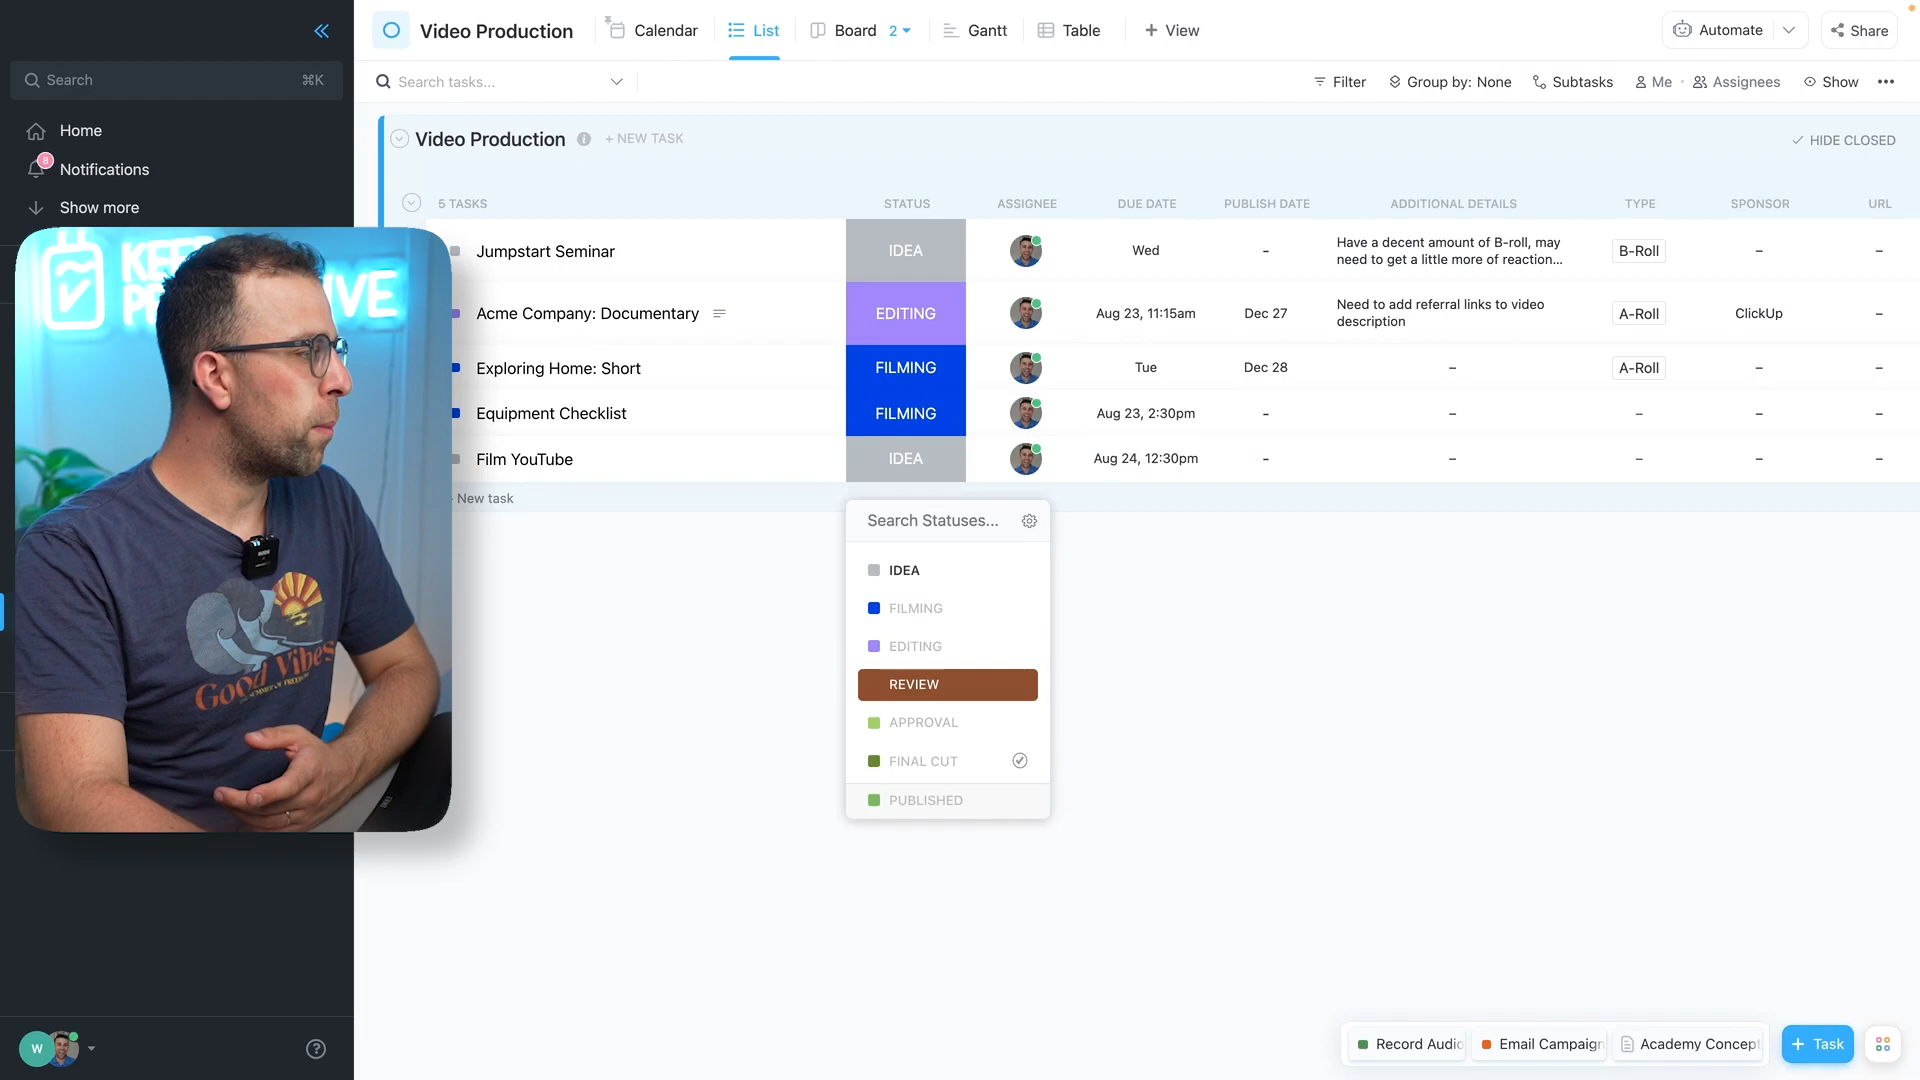 Video Production
Calendar
List
Board 2
Gantt
Table
+ View
Automate
Share
Search ⌘K
Search tasks...
Filter
Group by: None
Subtasks
Me
Assignees
Show
Home
8
Notifications
Show more
Video Production
+ NEW TASK
HIDE CLOSED
5 TASKS STATUS ASSIGNEE DUE DATE PUBLISH DATE ADDITIONAL DETAILS TYPE SPONSOR URL
Jumpstart Seminar IDEA Wed - Have a decent amount of B-roll, may
need to get a little more of reaction... B-Roll – –
Acme Company: Documentary EDITING Aug 23, 11:15am Dec 27 Need to add referral links to video
description A-Roll ClickUp –
Exploring Home: Short FILMING Tue Dec 28 – A-Roll – –
Equipment Checklist FILMING Aug 23, 2:30pm - – – – –
Film YouTube IDEA Aug 24, 12:30pm - – – – –
New task
Search Statuses...
IDEA
FILMING
EDITING
REVIEW
APPROVAL
FINAL CUT
PUBLISHED
Good Vibes
W
Record Audio
Email Campaign
Academy Concept
+ Task